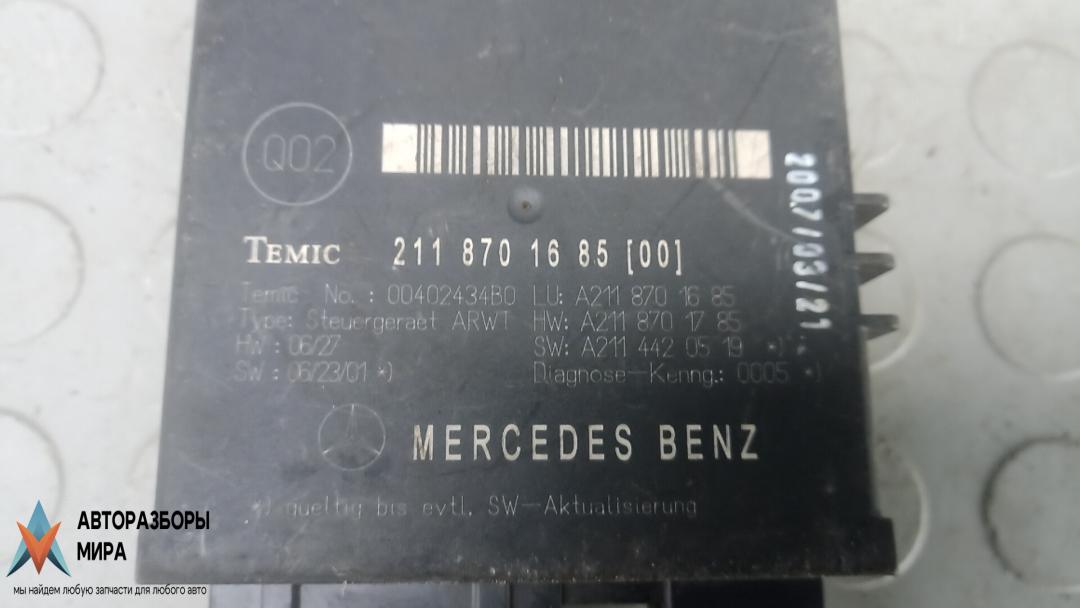 Q02
TEMIC 211 870 16 85 [00]
Temic No.: 00402434B0 LU: A211 870 16 85
Type: Steuergeraet ARWT HW: A211 870 17 85
HW: 06/27 SW: A211 442 05 19 *)
SW: 06/23/01 *) Diagnose-Kenng.: 0005 *)
MERCEDES BENZ
*) gueltig bis evtl. SW-Aktualisierung
2007/03/21
АВТОРАЗБОРЫ
МИРА
мы найдем любую запчасти для любого авто